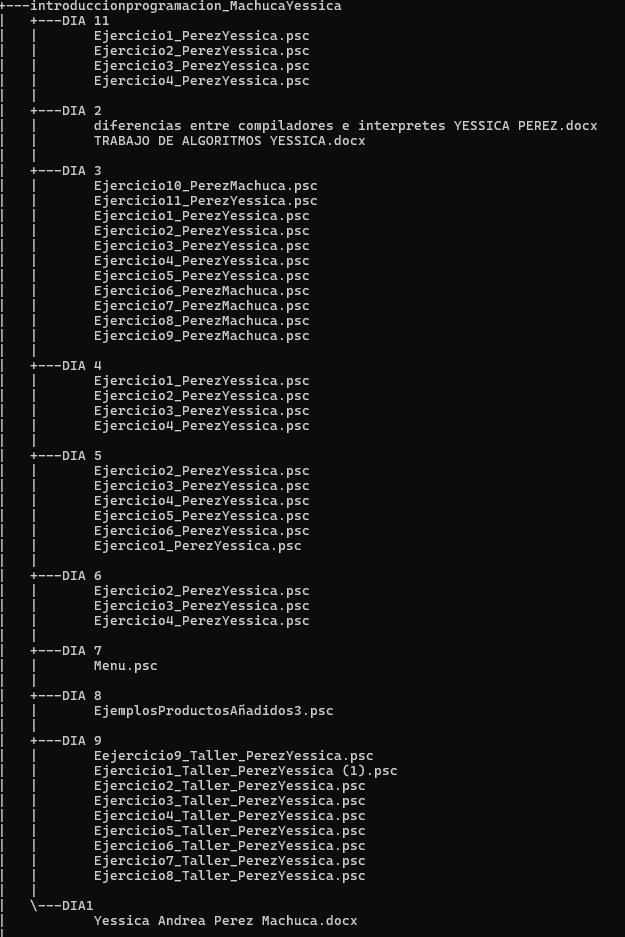 +---introduccionprogramacion_MachucaYessica
|   +---DIA 11
|   |       Ejercicio1_PerezYessica.psc
|   |       Ejercicio2_PerezYessica.psc
|   |       Ejercicio3_PerezYessica.psc
|   |       Ejercicio4_PerezYessica.psc
|   |
|   +---DIA 2
|   |       diferencias entre compiladores e interpretes YESSICA PEREZ.docx
|   |       TRABAJO DE ALGORITMOS YESSICA.docx
|   |
|   +---DIA 3
|   |       Ejercicio10_PerezMachuca.psc
|   |       Ejercicio11_PerezYessica.psc
|   |       Ejercicio1_PerezYessica.psc
|   |       Ejercicio2_PerezYessica.psc
|   |       Ejercicio3_PerezYessica.psc
|   |       Ejercicio4_PerezYessica.psc
|   |       Ejercicio5_PerezYessica.psc
|   |       Ejercicio6_PerezMachuca.psc
|   |       Ejercicio7_PerezMachuca.psc
|   |       Ejercicio8_PerezMachuca.psc
|   |       Ejercicio9_PerezMachuca.psc
|   |
|   +---DIA 4
|   |       Ejercicio1_PerezYessica.psc
|   |       Ejercicio2_PerezYessica.psc
|   |       Ejercicio3_PerezYessica.psc
|   |       Ejercicio4_PerezYessica.psc
|   |
|   +---DIA 5
|   |       Ejercicio2_PerezYessica.psc
|   |       Ejercicio3_PerezYessica.psc
|   |       Ejercicio4_PerezYessica.psc
|   |       Ejercicio5_PerezYessica.psc
|   |       Ejercicio6_PerezYessica.psc
|   |       Ejercico1_PerezYessica.psc
|   |
|   +---DIA 6
|   |       Ejercicio2_PerezYessica.psc
|   |       Ejercicio3_PerezYessica.psc
|   |       Ejercicio4_PerezYessica.psc
|   |
|   +---DIA 7
|   |       Menu.psc
|   |
|   +---DIA 8
|   |       EjemplosProductosAñadidos3.psc
|   |
|   +---DIA 9
|   |       Eejercicio9_Taller_PerezYessica.psc
|   |       Ejercicio1_Taller_PerezYessica (1).psc
|   |       Ejercicio2_Taller_PerezYessica.psc
|   |       Ejercicio3_Taller_PerezYessica.psc
|   |       Ejercicio4_Taller_PerezYessica.psc
|   |       Ejercicio5_Taller_PerezYessica.psc
|   |       Ejercicio6_Taller_PerezYessica.psc
|   |       Ejercicio7_Taller_PerezYessica.psc
|   |       Ejercicio8_Taller_PerezYessica.psc
|   |
|   \---DIA1
|           Yessica Andrea Perez Machuca.docx
|